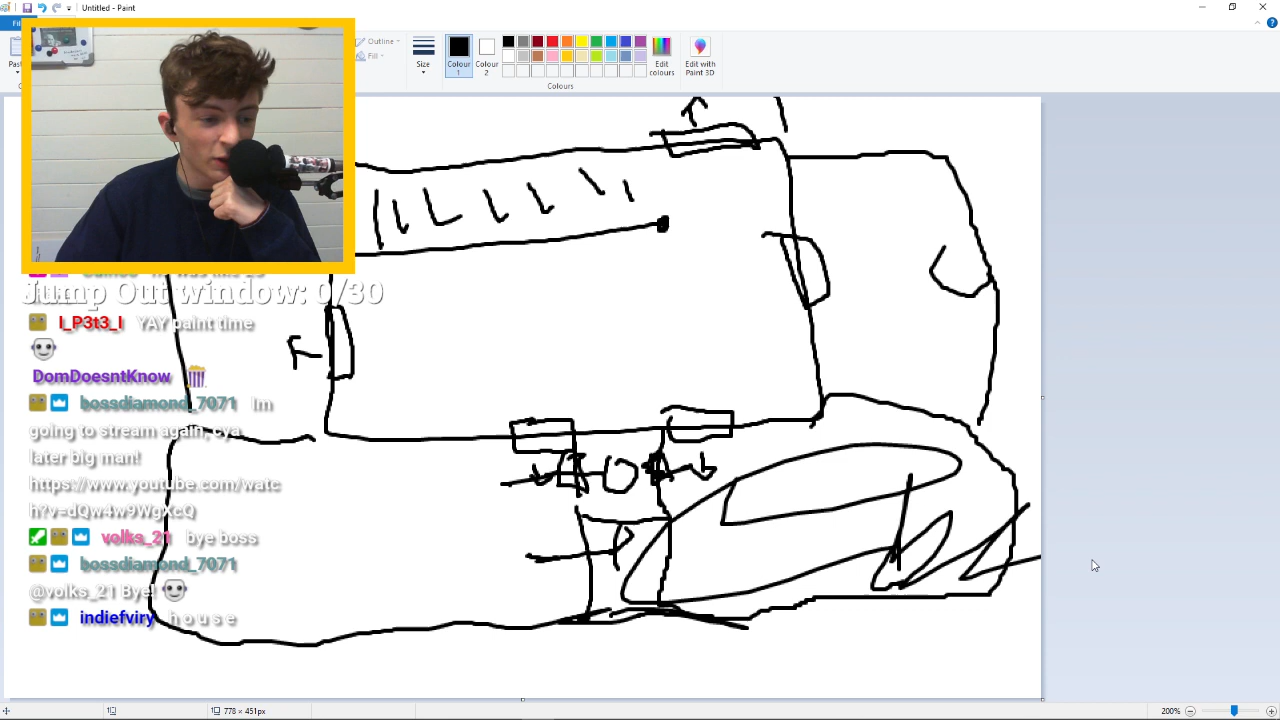 Untitled - Paint
Outline
Fill
Size
Colour 1
Colour 2
Edit colours
Edit with Paint 3D
Colours
Jump Out window: 0/30
I_P3t3_I YAY paint time
DomDoesntKnow
bossdiamond_7071 Im
going to stream again, cya
later big man!
https://www.youtube.com/watc
h?v=dQw4w9WgXcQ
volks_21 bye boss
bossdiamond_7071
@volks_21 Bye!
indiefviry h o u s e
778 × 451px
200%